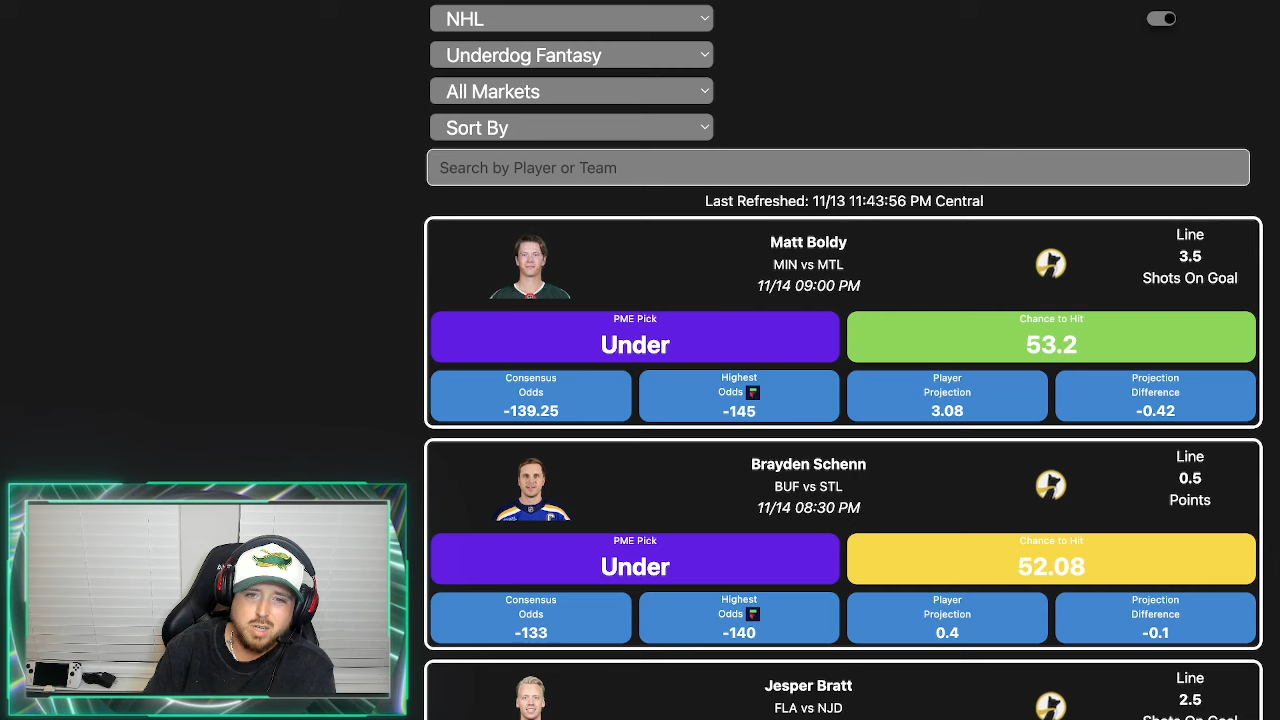 NHL
Underdog Fantasy
All Markets
Sort By
Search by Player or Team
Last Refreshed: 11/13 11:43:56 PM Central
Matt Boldy
MIN vs MTL
11/14 09:00 PM
Line
3.5
Shots On Goal
PME Pick
Under
Chance to Hit
53.2
Consensus
Odds
-139.25
Highest
Odds
-145
Player
Projection
3.08
Projection
Difference
-0.42
Brayden Schenn
BUF vs STL
11/14 08:30 PM
Line
0.5
Points
PME Pick
Under
Chance to Hit
52.08
Consensus
Odds
-133
Highest
Odds
-140
Player
Projection
0.4
Projection
Difference
-0.1
Jesper Bratt
FLA vs NJD
Line
2.5
Shots On Goal